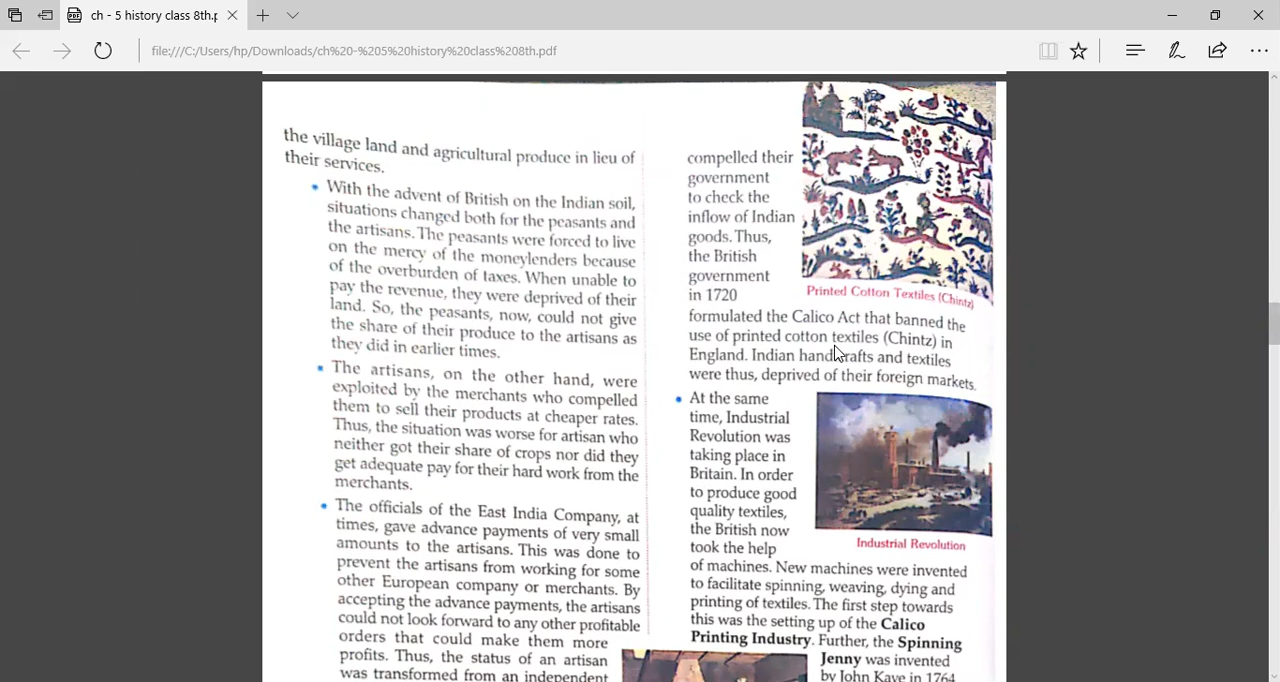 ch - 5 history class 8th.p
file:///C:/Users/hp/Downloads/ch%20-%205%20history%20class%208th.pdf
the village land and agricultural produce in lieu of
their services.
• With the advent of British on the Indian soil,
situations changed both for the peasants and
the artisans. The peasants were forced to live
on the mercy of the moneylenders because
of the overburden of taxes. When unable to
pay the revenue, they were deprived of their
land. So, the peasants, now, could not give
the share of their produce to the artisans as
they did in earlier times.
• The artisans, on the other hand, were
exploited by the merchants who compelled
them to sell their products at cheaper rates.
Thus, the situation was worse for artisan who
neither got their share of crops nor did they
get adequate pay for their hard work from the
merchants.
• The officials of the East India Company, at
times, gave advance payments of very small
amounts to the artisans. This was done to
prevent the artisans from working for some
other European company or merchants. By
accepting the advance payments, the artisans
could not look forward to any other profitable
orders that could make them more
profits. Thus, the status of an artisan
was transformed from an independent
compelled their
government
to check the
inflow of Indian
goods. Thus,
the British
government
in 1720
Printed Cotton Textiles (Chintz)
formulated the Calico Act that banned the
use of printed cotton textiles (Chintz) in
England. Indian handicrafts and textiles
were thus, deprived of their foreign markets.
• At the same
time, Industrial
Revolution was
taking place in
Britain. In order
to produce good
quality textiles,
the British now
took the help
Industrial Revolution
of machines. New machines were invented
to facilitate spinning, weaving, dying and
printing of textiles. The first step towards
this was the setting up of the Calico
Printing Industry. Further, the Spinning
Jenny was invented
by John Kaye in 1764